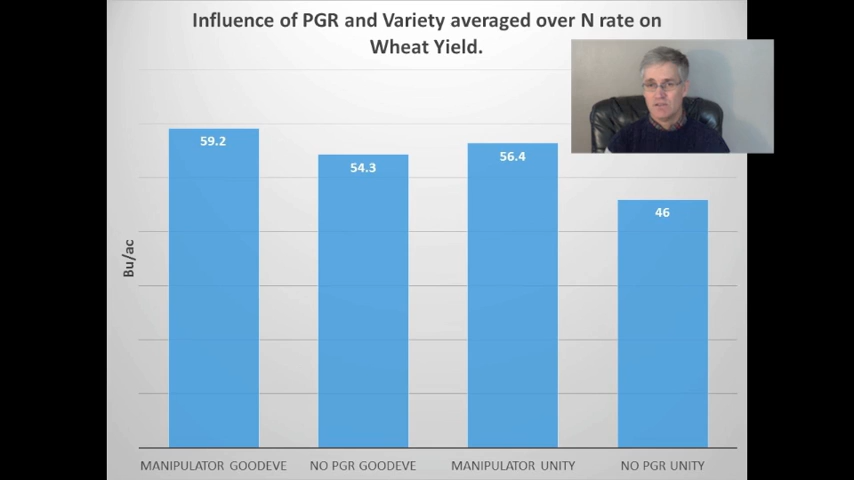 Influence of PGR and Variety averaged over N rate on
Wheat Yield.
59.2
54.3
56.4
46
Bu/ac
MANIPULATOR GOODEVE
NO PGR GOODEVE
MANIPULATOR UNITY
NO PGR UNITY